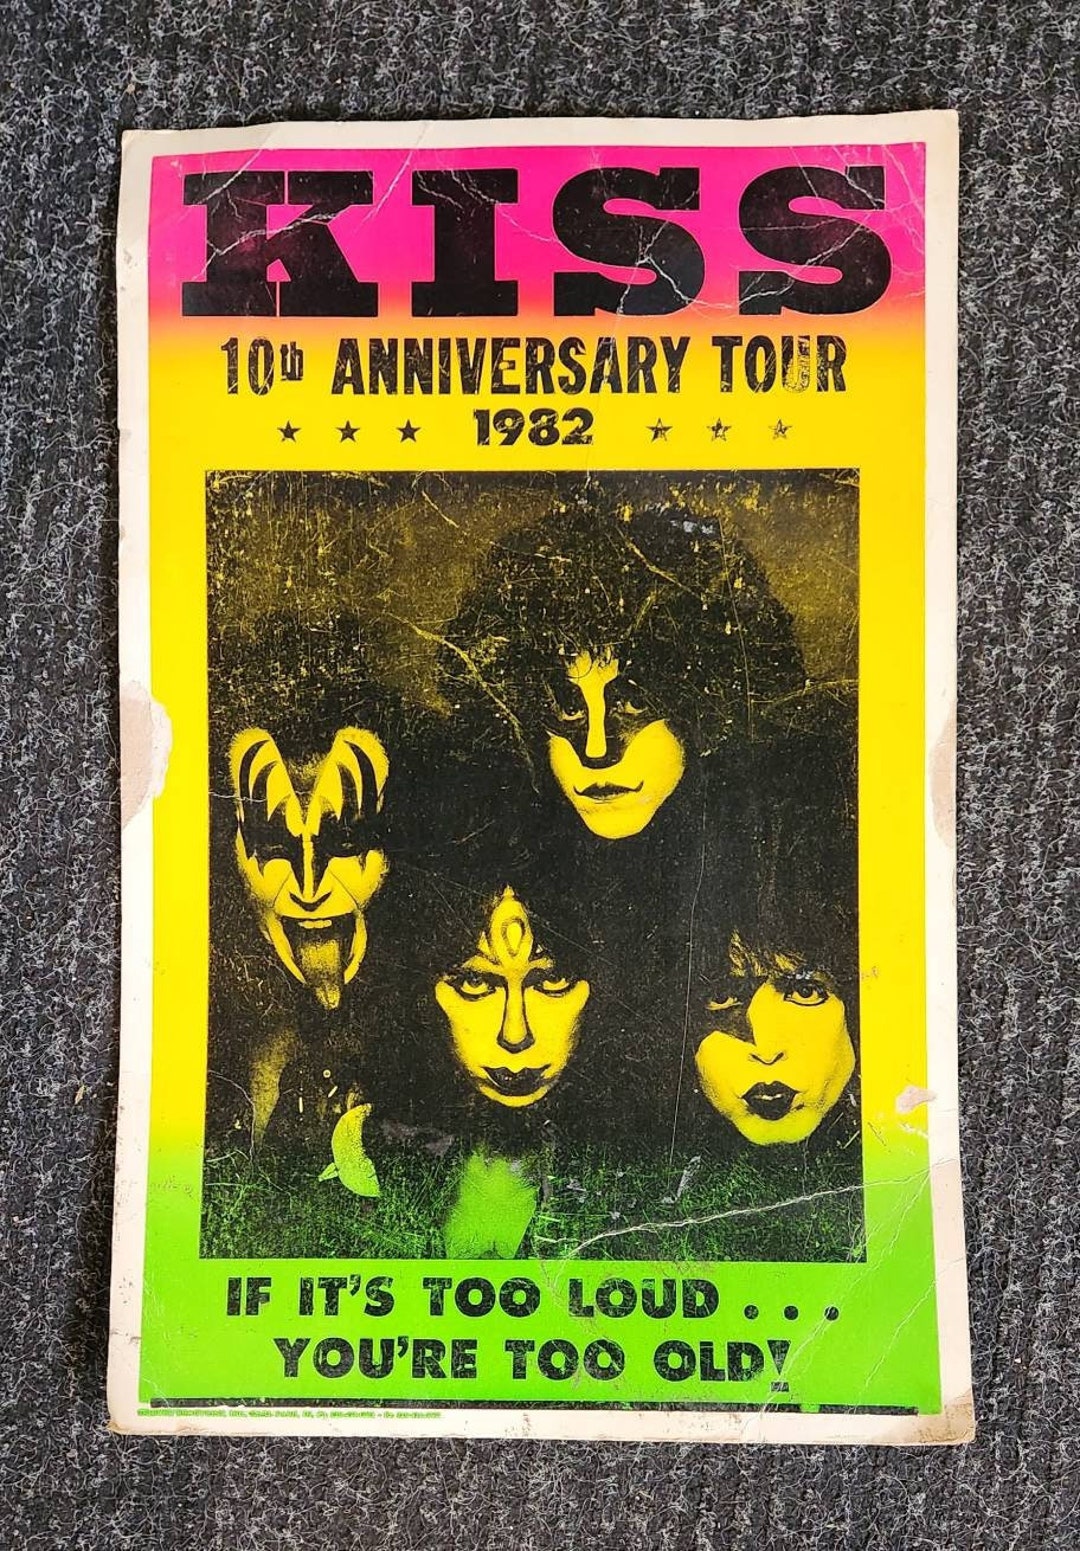 KISS
10th ANNIVERSARY TOUR
★ ★ ★ 1982 ★ ★ ★
IF IT'S TOO LOUD . . .
YOU'RE TOO OLD!